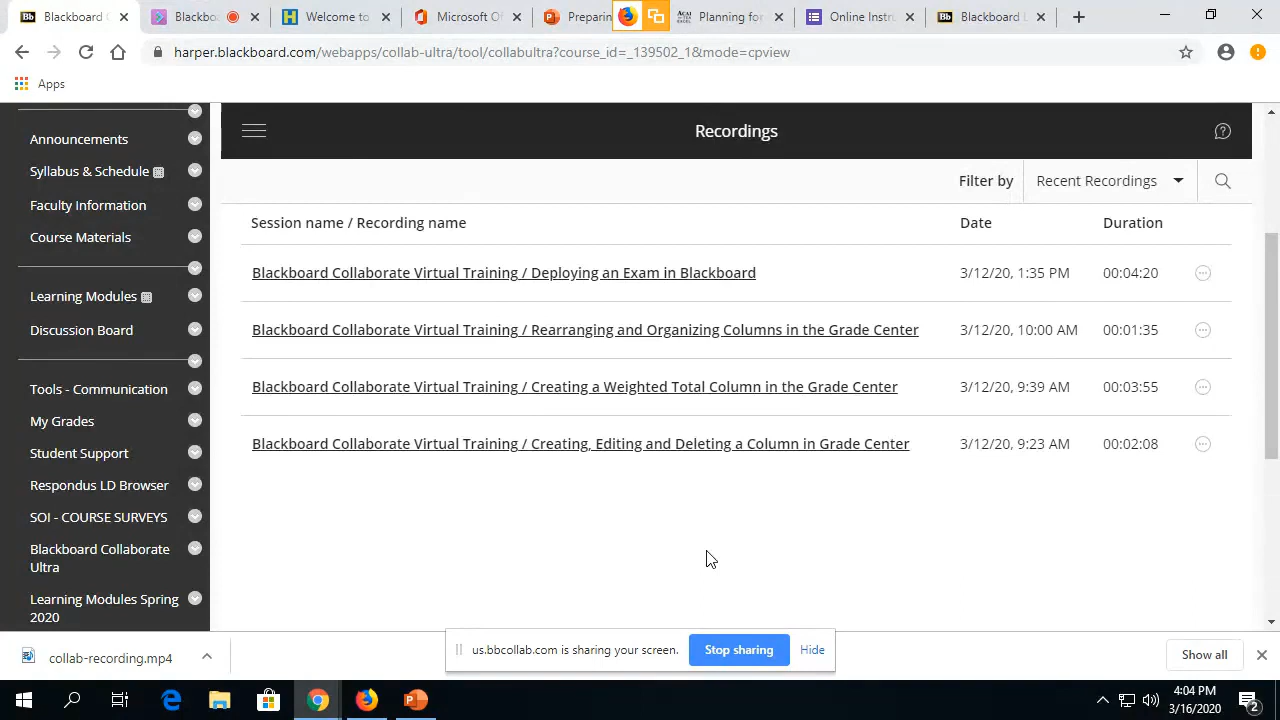 Blackboard C
Blackbo
Welcome to
Microsoft Of
Preparin
Planning for
Online Instru
Blackboard
harper.blackboard.com/webapps/collab-ultra/tool/collabultra?course_id=_139502_1&mode=cpview
Apps
Announcements
Syllabus & Schedule
Faculty Information
Course Materials
Learning Modules
Discussion Board
Tools - Communication
My Grades
Student Support
Respondus LD Browser
SOI - COURSE SURVEYS
Blackboard Collaborate
Ultra
Learning Modules Spring
2020
Recordings
Filter by Recent Recordings
Session name / Recording name Date Duration
Blackboard Collaborate Virtual Training / Deploying an Exam in Blackboard 3/12/20, 1:35 PM 00:04:20
Blackboard Collaborate Virtual Training / Rearranging and Organizing Columns in the Grade Center 3/12/20, 10:00 AM 00:01:35
Blackboard Collaborate Virtual Training / Creating a Weighted Total Column in the Grade Center 3/12/20, 9:39 AM 00:03:55
Blackboard Collaborate Virtual Training / Creating, Editing and Deleting a Column in Grade Center 3/12/20, 9:23 AM 00:02:08
us.bbcollab.com is sharing your screen. Stop sharing Hide
collab-recording.mp4
Show all
4:04 PM
3/16/2020
2